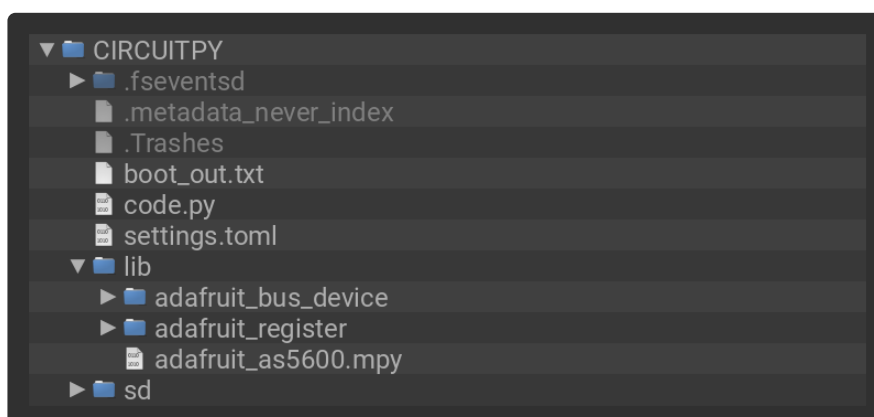 CIRCUITPY
.fseventsd
.metadata_never_index
.Trashes
boot_out.txt
code.py
settings.toml
lib
adafruit_bus_device
adafruit_register
adafruit_as5600.mpy
sd